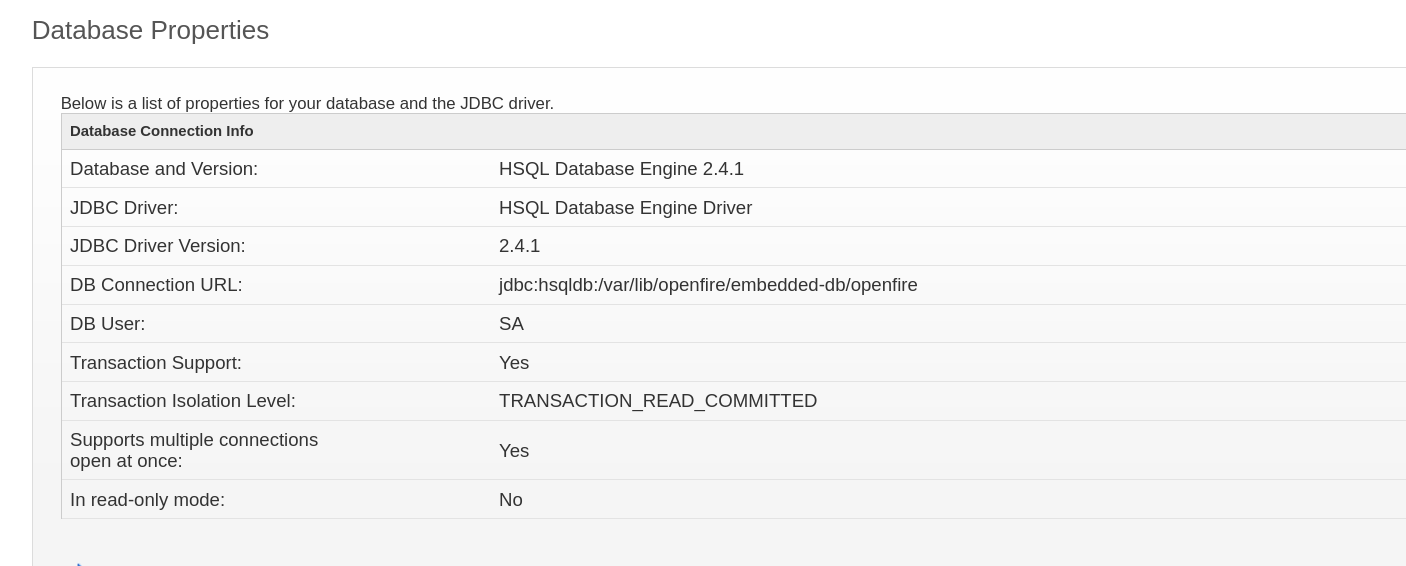 Database Properties
Below is a list of properties for your database and the JDBC driver.
Database Connection Info
Database and Version: HSQL Database Engine 2.4.1
JDBC Driver: HSQL Database Engine Driver
JDBC Driver Version: 2.4.1
DB Connection URL: jdbc:hsqldb:/var/lib/openfire/embedded-db/openfire
DB User: SA
Transaction Support: Yes
Transaction Isolation Level: TRANSACTION_READ_COMMITTED
Supports multiple connections
open at once: Yes
In read-only mode: No